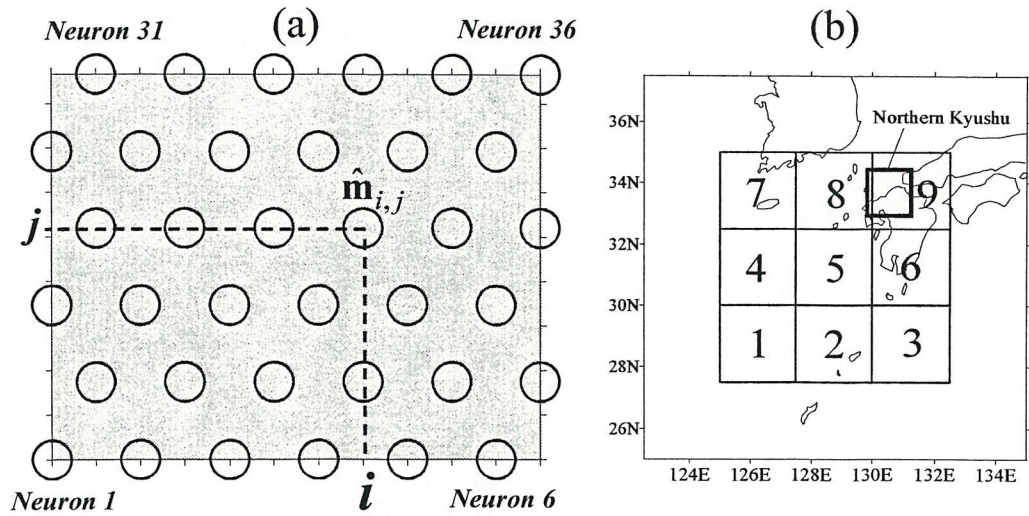 (a)
Neuron 31
Neuron 36
m̂i,j
j
i
Neuron 1
Neuron 6
(b)
Northern Kyushu
36N
34N
32N
30N
28N
26N
7 8 9
4 5 6
1 2 3
124E 126E 128E 130E 132E 134E